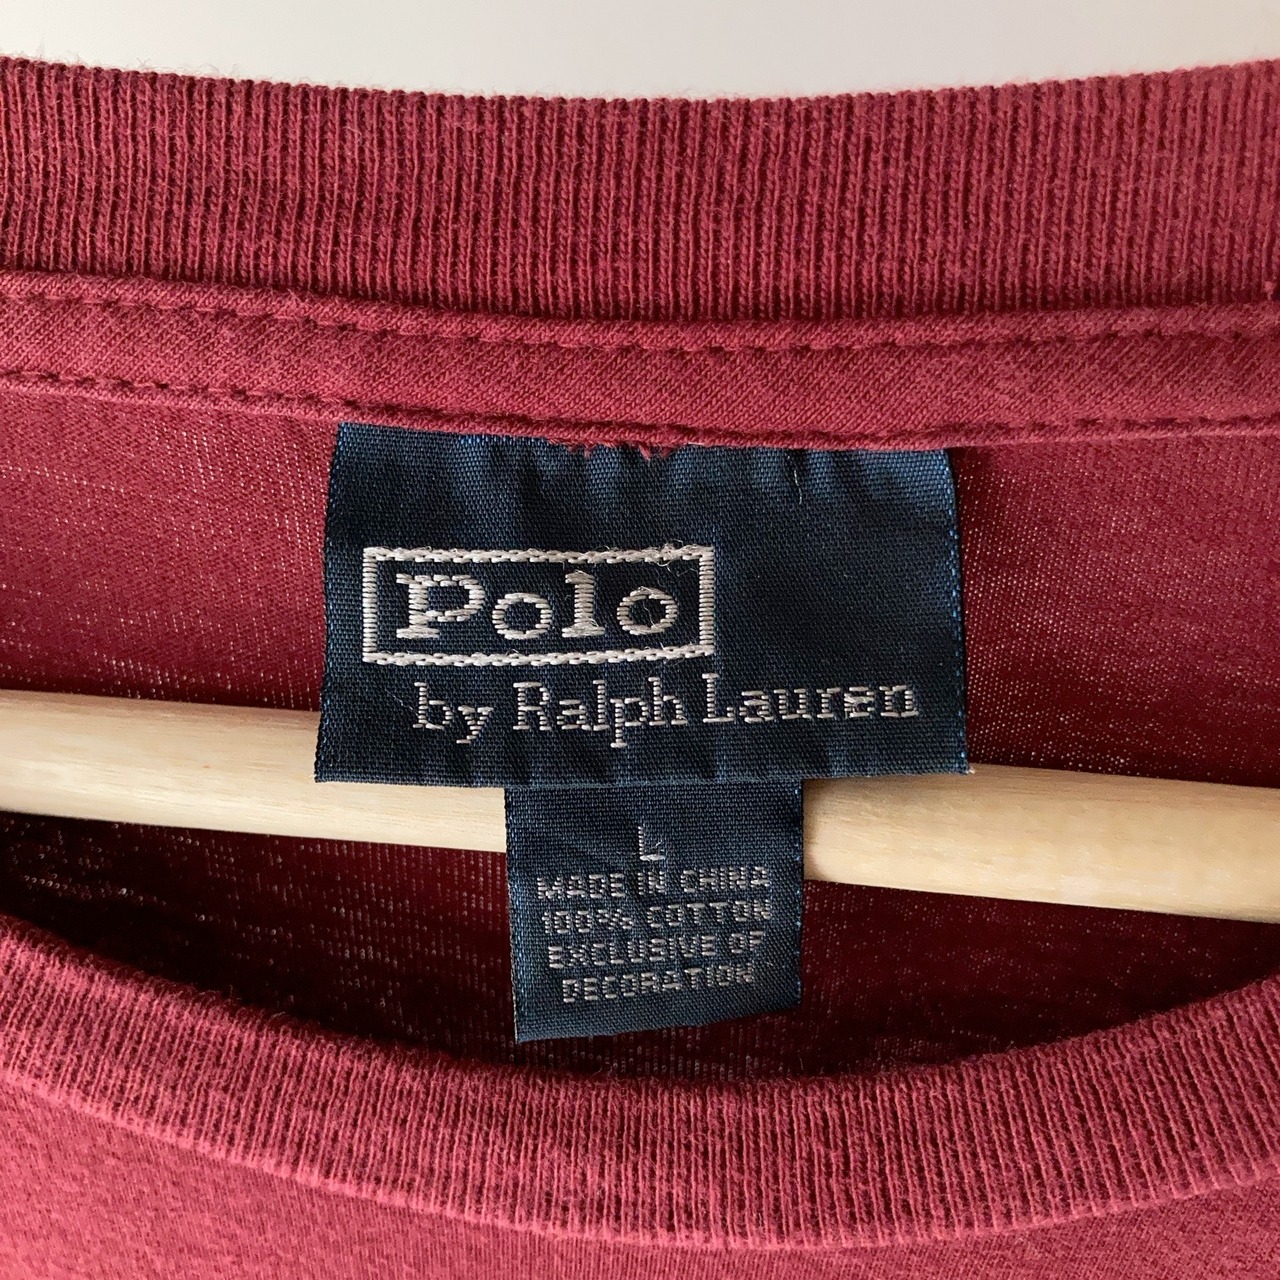 Polo
by Ralph Lauren
L
MADE IN CHINA
100% COTTON
EXCLUSIVE OF
DECORATION